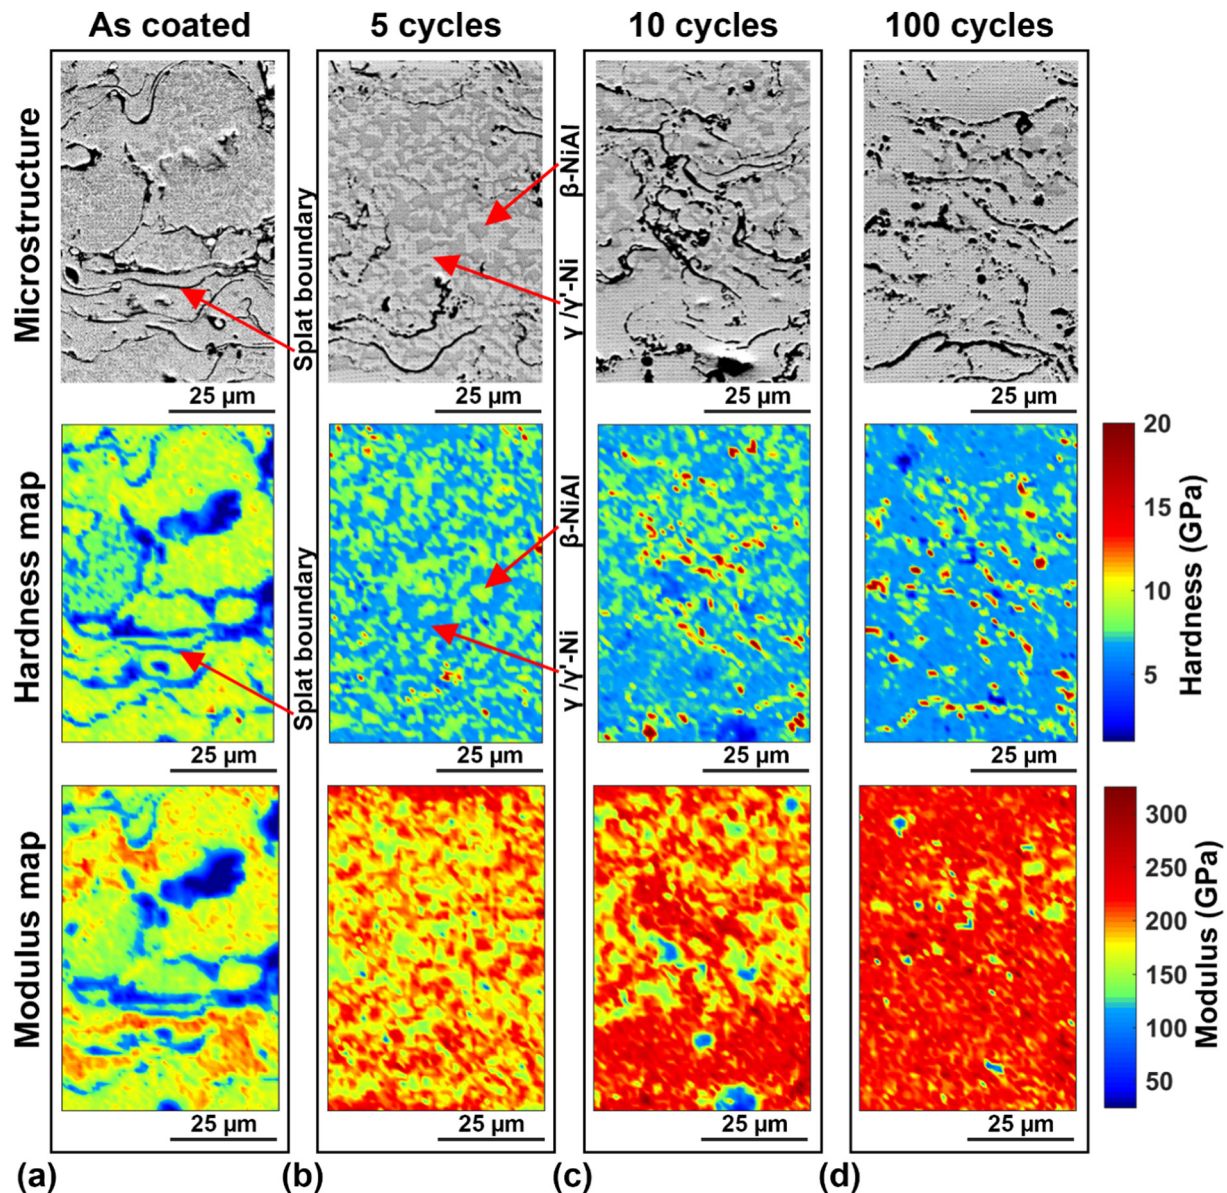 As coated
5 cycles
10 cycles
100 cycles
Microstructure
Splat boundary
β-NiAl
γ/γ'-Ni
25 µm
25 µm
25 µm
25 µm
Hardness map
Splat boundary
β-NiAl
γ/γ'-Ni
20
15
10
5
Hardness (GPa)
25 µm
25 µm
25 µm
25 µm
Modulus map
300
250
200
150
100
50
Modulus (GPa)
25 µm
25 µm
25 µm
25 µm
(a)
(b)
(c)
(d)